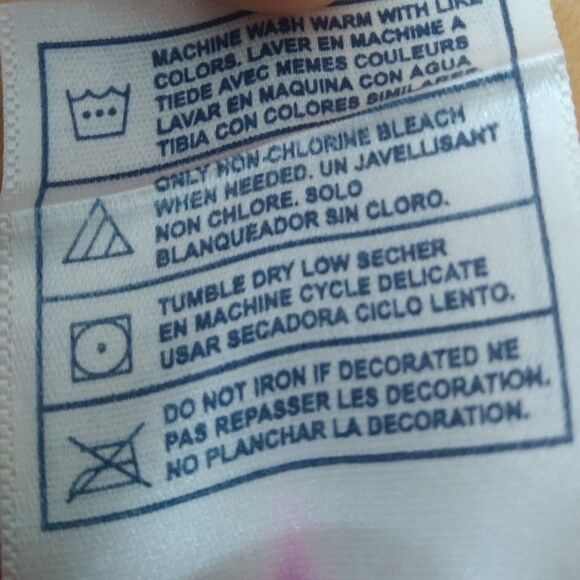 MACHINE WASH WARM WITH LIKE
COLORS. LAVER EN MACHINE A
TIEDE AVEC MEMES COULEURS
LAVAR EN MAQUINA CON AGUA
TIBIA CON COLORES SIMILARES
ONLY NON-CHLORINE BLEACH
WHEN NEEDED. UN JAVELLISANT
NON CHLORE. SOLO
BLANQUEADOR SIN CLORO.
TUMBLE DRY LOW SECHER
EN MACHINE CYCLE DELICATE
USAR SECADORA CICLO LENTO.
DO NOT IRON IF DECORATED NE
PAS REPASSER LES DECORATION.
NO PLANCHAR LA DECORATION.